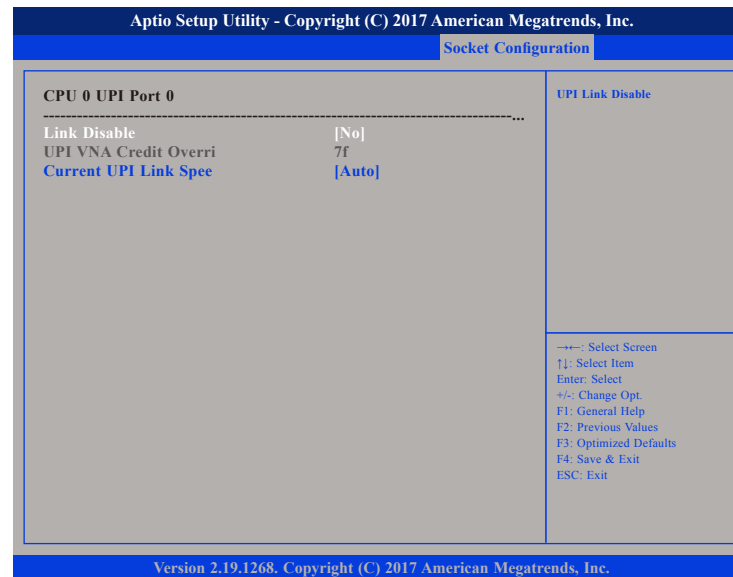 Aptio Setup Utility - Copyright (C) 2017 American Megatrends, Inc.
Socket Configuration
CPU 0 UPI Port 0
--------------------------------------------------------------------------------...
Link Disable [No]
UPI VNA Credit Overri 7f
Current UPI Link Spee [Auto]
UPI Link Disable
→←: Select Screen
↑↓: Select Item
Enter: Select
+/-: Change Opt.
F1: General Help
F2: Previous Values
F3: Optimized Defaults
F4: Save & Exit
ESC: Exit
Version 2.19.1268. Copyright (C) 2017 American Megatrends, Inc.